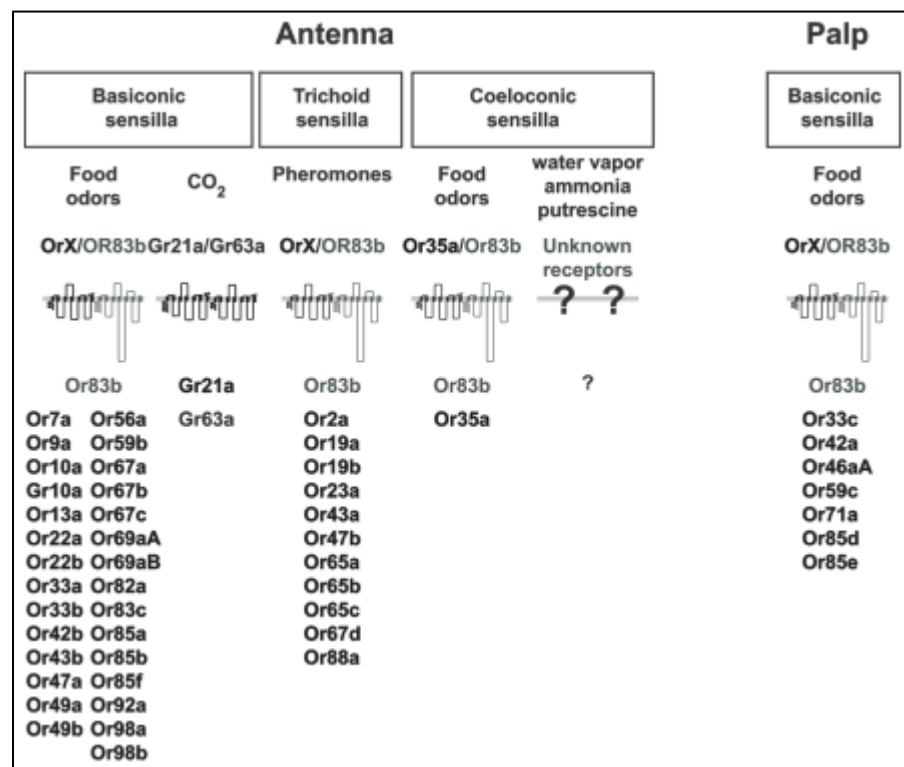 Antenna
Palp
Basiconic
sensilla
Trichoid
sensilla
Coeloconic
sensilla
Basiconic
sensilla
Food
odors
CO2
Pheromones
Food
odors
water vapor
ammonia
putrescine
Food
odors
OrX/OR83b
Gr21a/Gr63a
OrX/OR83b
Or35a/Or83b
Unknown
receptors
OrX/OR83b
? ?
Or83b
Or7a Or56a
Or9a Or59b
Or10a Or67a
Gr10a Or67b
Or13a Or67c
Or22a Or69aA
Or22b Or69aB
Or33a Or82a
Or33b Or83c
Or42b Or85a
Or43b Or85b
Or47a Or85f
Or49a Or92a
Or49b Or98a
Or98b
Gr21a
Gr63a
Or83b
Or2a
Or19a
Or19b
Or23a
Or43a
Or47b
Or65a
Or65b
Or65c
Or67d
Or88a
Or83b
Or35a
?
Or83b
Or33c
Or42a
Or46aA
Or59c
Or71a
Or85d
Or85e